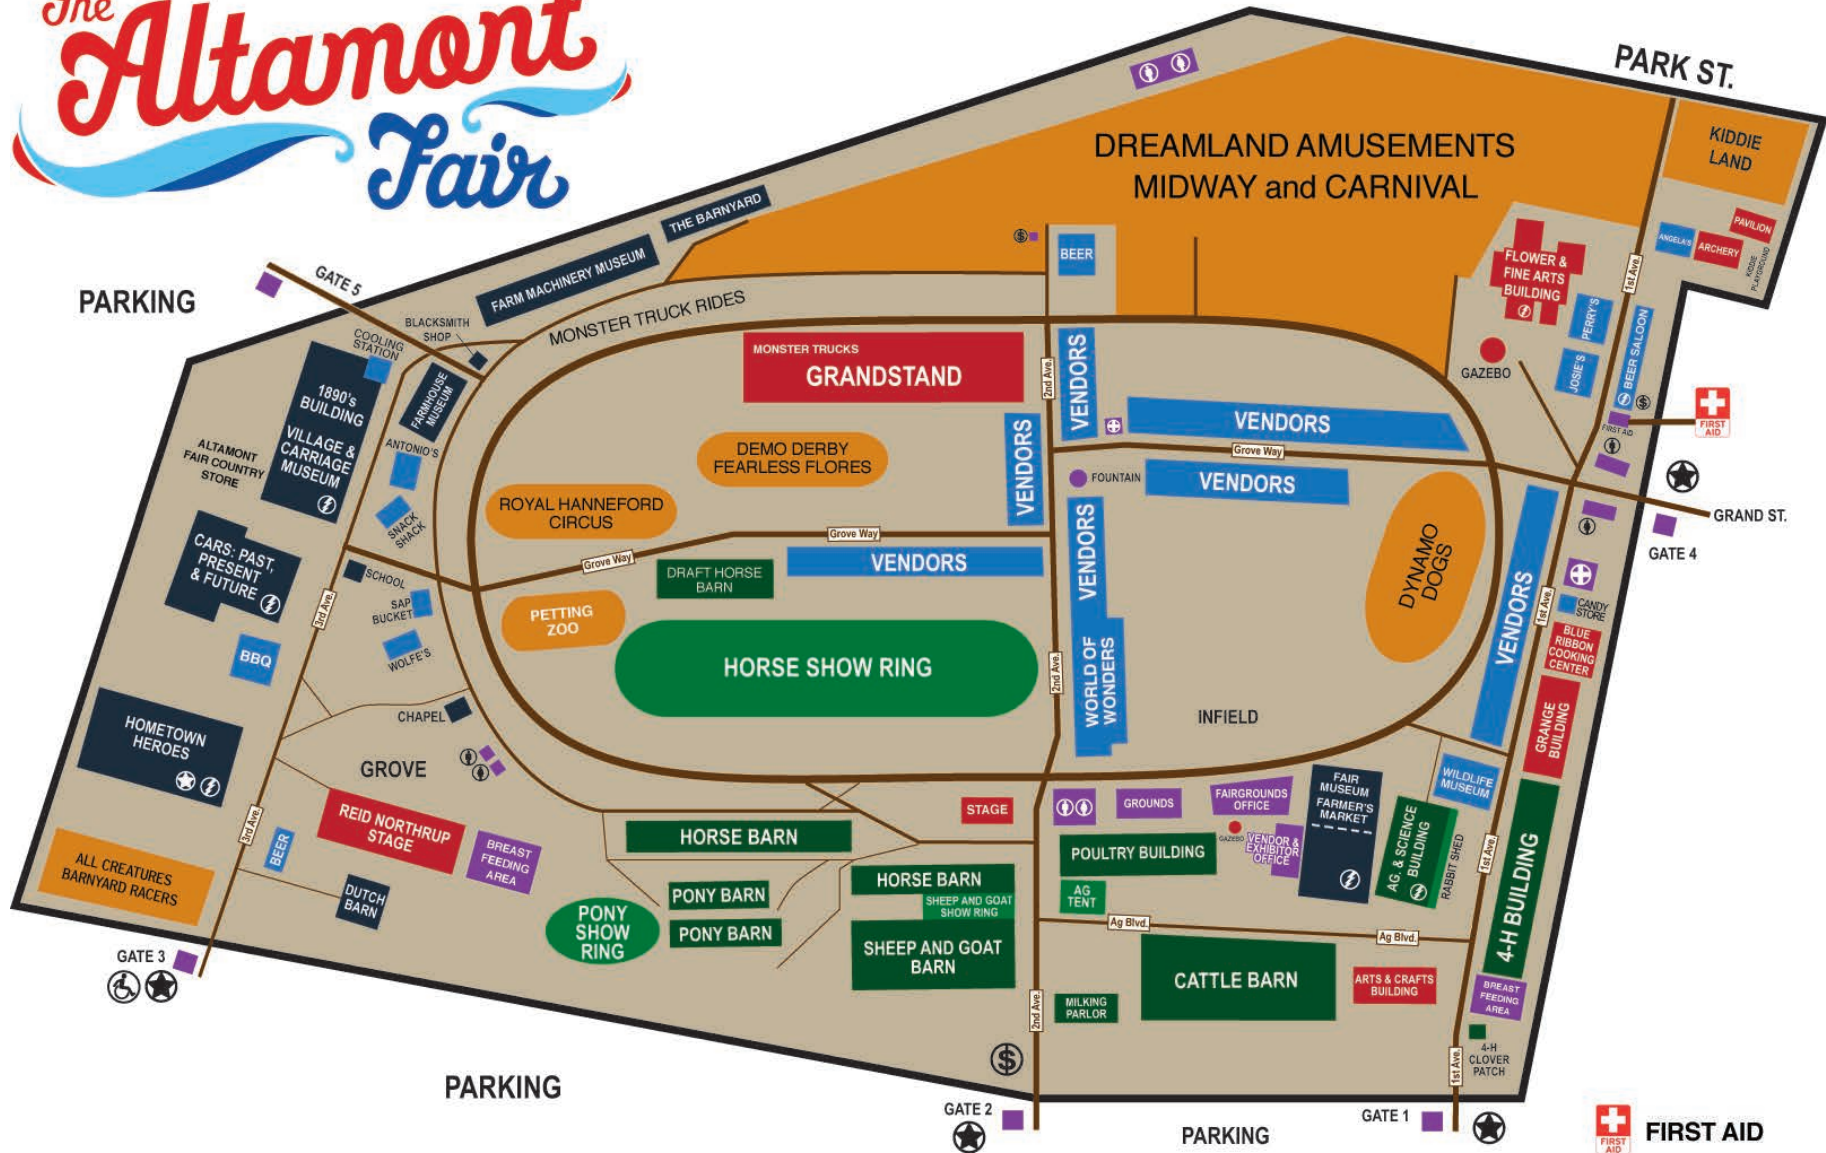 The
Altamont
Fair
PARK ST.
KIDDIE
LAND
DREAMLAND AMUSEMENTS
MIDWAY and CARNIVAL
PAVILION
ANGELA'S
ARCHERY
KIDDIE
PLAYGROUND
1st Ave.
FLOWER &
FINE ARTS
BUILDING
PERRY'S
JOSIE'S
BEER SALOON
GAZEBO
$
FIRST AID
FIRST
AID
THE BARNYARD
FARM MACHINERY MUSEUM
$
BEER
MONSTER TRUCK RIDES
GATE 5
PARKING
BLACKSMITH
SHOP
COOLING
STATION
FARMHOUSE
MUSEUM
1890's
BUILDING
VILLAGE &
CARRIAGE
MUSEUM
ALTAMONT
FAIR COUNTRY
STORE
ANTONIO'S
SNACK
SHACK
MONSTER TRUCKS
GRANDSTAND
2nd Ave.
VENDORS
VENDORS
VENDORS
Grove Way
DEMO DERBY
FEARLESS FLORES
VENDORS
FOUNTAIN
ROYAL HANNEFORD
CIRCUS
Grove Way
Grove Way
VENDORS
VENDORS
DRAFT HORSE
BARN
PETTING
ZOO
HORSE SHOW RING
2nd Ave.
WORLD OF
WONDERS
INFIELD
DYNAMO
DOGS
VENDORS
GRAND ST.
GATE 4
1st Ave.
CANDY
STORE
BLUE
RIBBON
COOKING
CENTER
GRANGE
BUILDING
CARS: PAST,
PRESENT
& FUTURE
3rd Ave.
SCHOOL
SAP
BUCKET
WOLFE'S
BBQ
CHAPEL
HOMETOWN
HEROES
GROVE
3rd Ave.
REID NORTHRUP
STAGE
BEER
BREAST
FEEDING
AREA
DUTCH
BARN
ALL CREATURES
BARNYARD RACERS
GATE 3
HORSE BARN
STAGE
PONY
SHOW
RING
PONY BARN
PONY BARN
HORSE BARN
SHEEP AND GOAT
SHOW RING
SHEEP AND GOAT
BARN
GROUNDS
FAIRGROUNDS
OFFICE
GAZEBO
VENDOR &
EXHIBITOR
OFFICE
POULTRY BUILDING
AG
TENT
FAIR
MUSEUM
FARMER'S
MARKET
AG. & SCIENCE
BUILDING
RABBIT SHED
WILDLIFE
MUSEUM
1st Ave.
4-H BUILDING
Ag Blvd.
Ag Blvd.
CATTLE BARN
ARTS & CRAFTS
BUILDING
MILKING
PARLOR
2nd Ave.
BREAST
FEEDING
AREA
4-H
CLOVER
PATCH
1st Ave.
$
PARKING
GATE 2
PARKING
GATE 1
FIRST
AID
FIRST AID